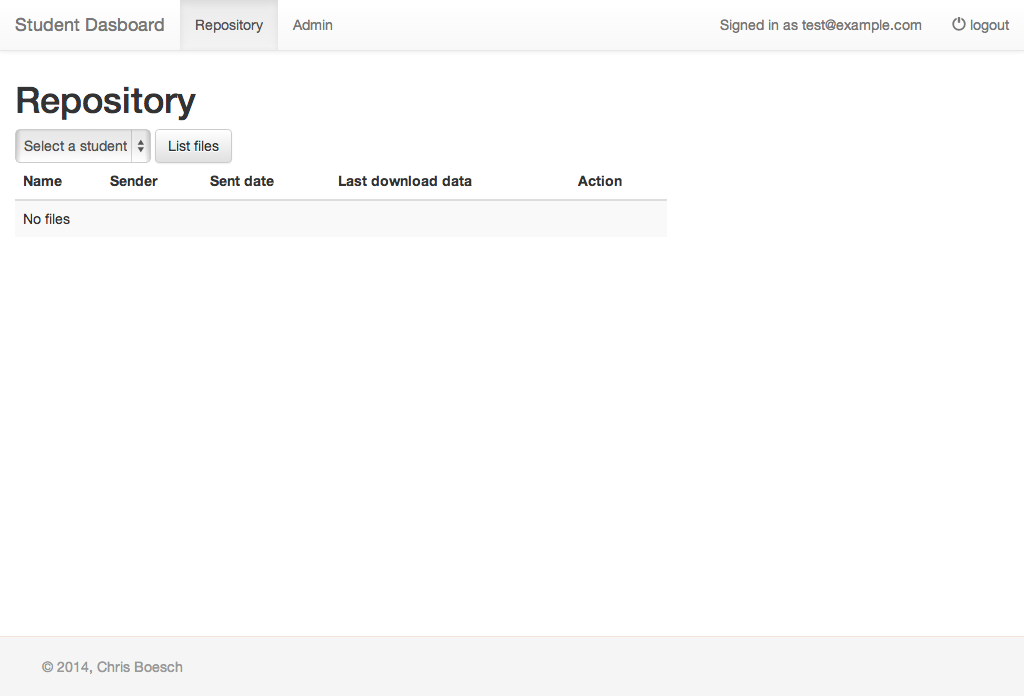 Student Dasboard Repository Admin Signed in as test@example.com logout
Repository
Select a student List files
Name Sender Sent date Last download data Action
No files
© 2014, Chris Boesch